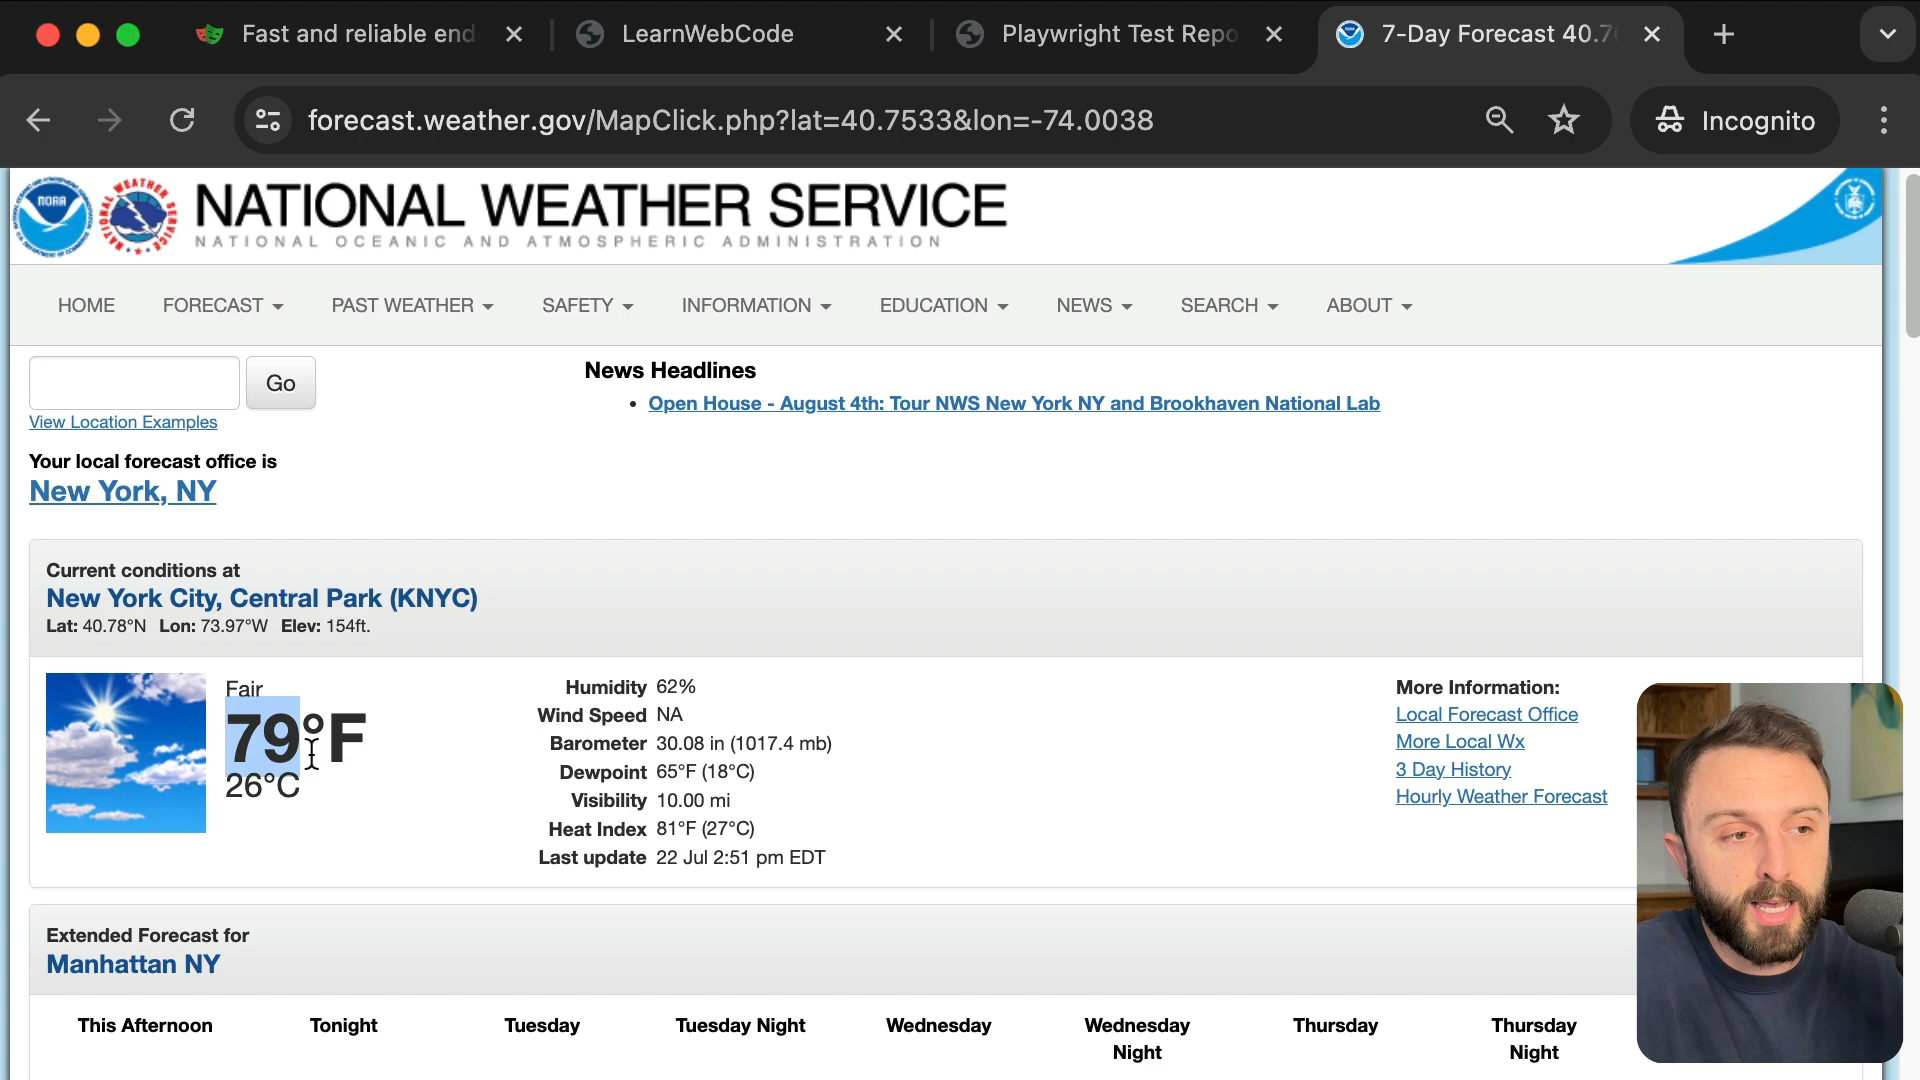 Fast and reliable end
LearnWebCode
Playwright Test Repo
7-Day Forecast 40.7
forecast.weather.gov/MapClick.php?lat=40.7533&lon=-74.0038
Incognito
NOAA
WEATHER
NATIONAL WEATHER SERVICE
NATIONAL OCEANIC AND ATMOSPHERIC ADMINISTRATION
HOME FORECAST PAST WEATHER SAFETY INFORMATION EDUCATION NEWS SEARCH ABOUT
Go
View Location Examples
News Headlines
• Open House - August 4th: Tour NWS New York NY and Brookhaven National Lab
Your local forecast office is
New York, NY
Current conditions at
New York City, Central Park (KNYC)
Lat: 40.78°N Lon: 73.97°W Elev: 154ft.
Fair
79°F
26°C
Humidity 62%
Wind Speed NA
Barometer 30.08 in (1017.4 mb)
Dewpoint 65°F (18°C)
Visibility 10.00 mi
Heat Index 81°F (27°C)
Last update 22 Jul 2:51 pm EDT
More Information:
Local Forecast Office
More Local Wx
3 Day History
Hourly Weather Forecast
Extended Forecast for
Manhattan NY
This Afternoon
Tonight
Tuesday
Tuesday Night
Wednesday
Wednesday
Night
Thursday
Thursday
Night